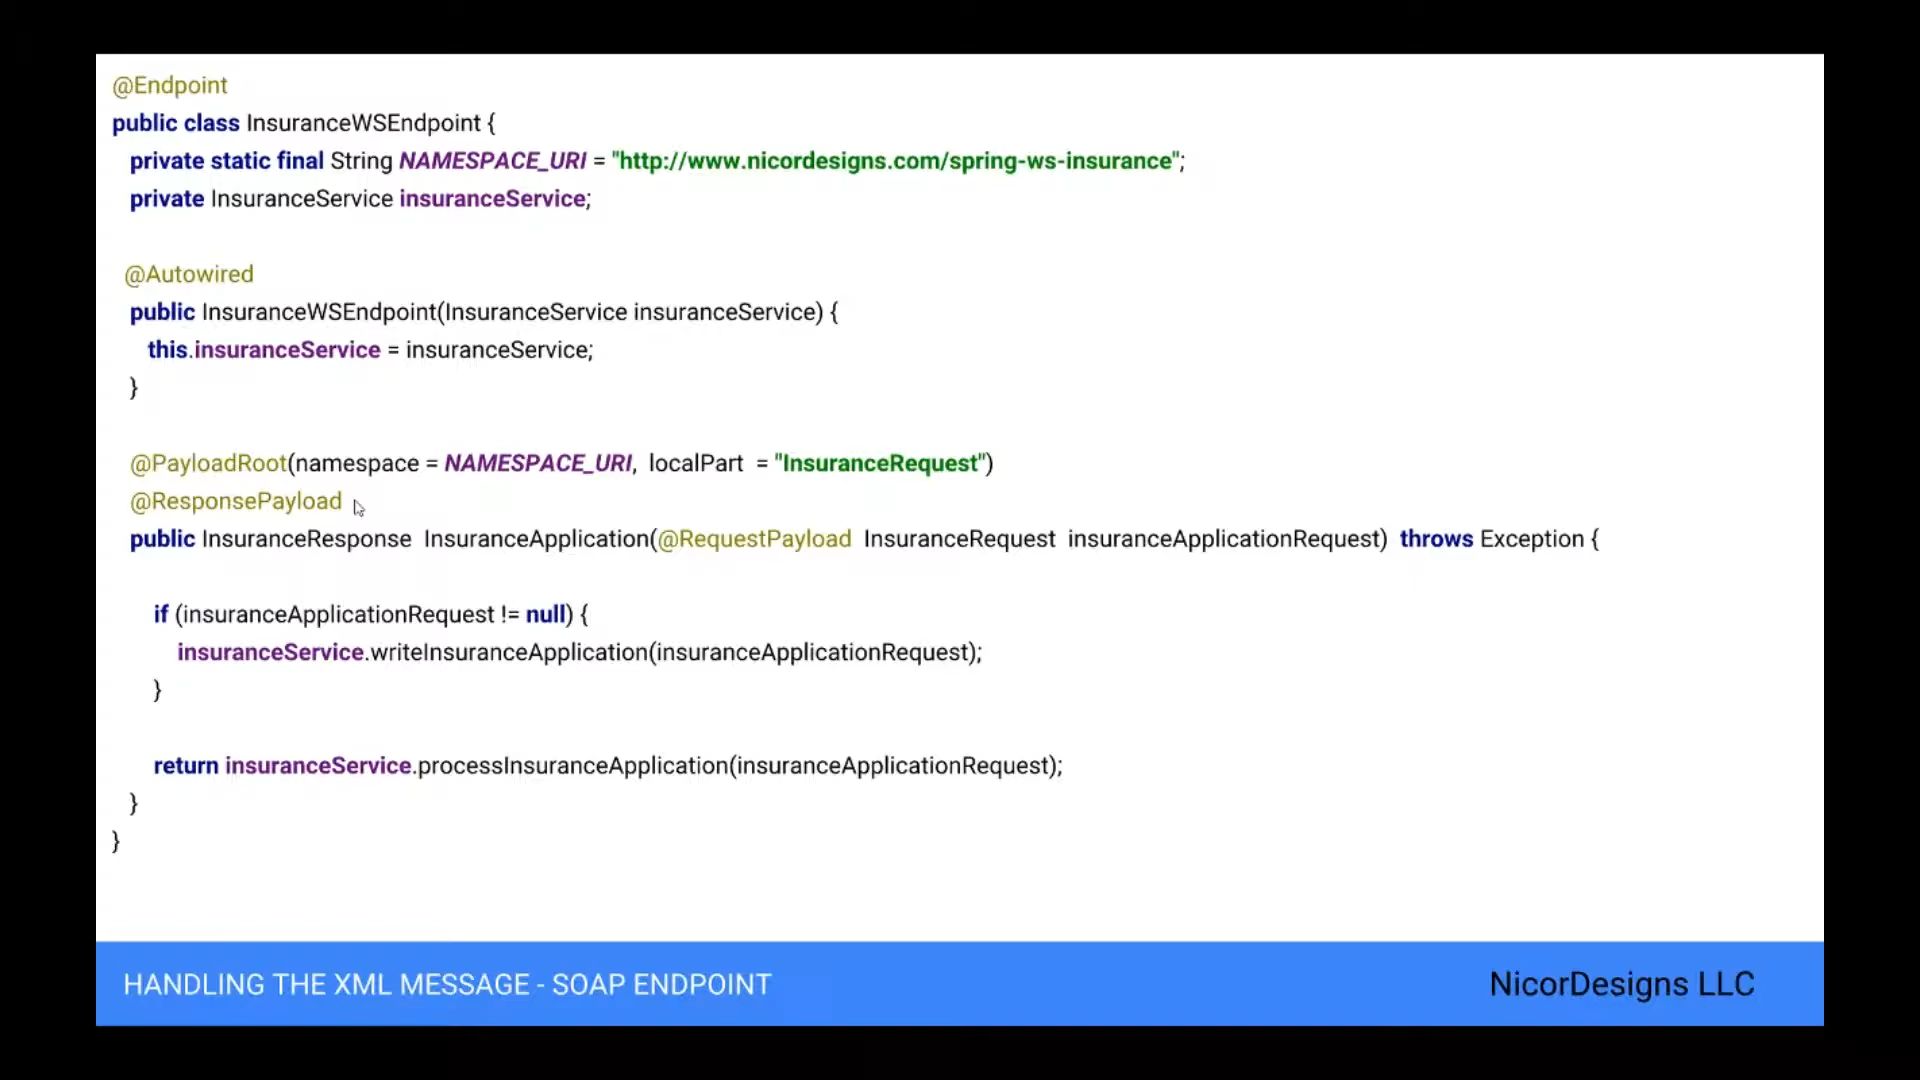 @Endpoint
public class InsuranceWSEndpoint {
private static final String NAMESPACE_URI = "http://www.nicordesigns.com/spring-ws-insurance";
private InsuranceService insuranceService;
@Autowired
public InsuranceWSEndpoint(InsuranceService insuranceService) {
this.insuranceService = insuranceService;
}
@PayloadRoot(namespace = NAMESPACE_URI, localPart = "InsuranceRequest")
@ResponsePayload
public InsuranceResponse InsuranceApplication(@RequestPayload InsuranceRequest insuranceApplicationRequest) throws Exception {
if (insuranceApplicationRequest != null) {
insuranceService.writeInsuranceApplication(insuranceApplicationRequest);
}
return insuranceService.processInsuranceApplication(insuranceApplicationRequest);
}
}
HANDLING THE XML MESSAGE - SOAP ENDPOINT
NicorDesigns LLC